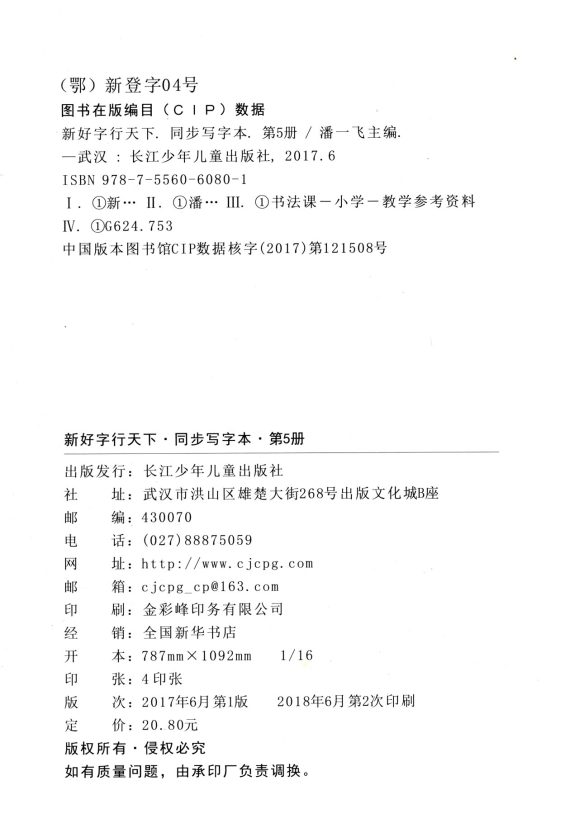 （鄂）新登字04号
图书在版编目（CIP）数据
新好字行天下. 同步写字本. 第5册 / 潘一飞主编.
—武汉 : 长江少年儿童出版社, 2017.6
ISBN 978-7-5560-6080-1
Ⅰ. ①新… Ⅱ. ①潘… Ⅲ. ①书法课－小学－教学参考资料
Ⅳ. ①G624.753
中国版本图书馆CIP数据核字(2017)第121508号
新好字行天下·同步写字本·第5册
出版发行: 长江少年儿童出版社
社 址: 武汉市洪山区雄楚大街268号出版文化城B座
邮 编: 430070
电 话: (027)88875059
网 址: http://www.cjcpg.com
邮 箱: cjcpg_cp@163.com
印 刷: 金彩峰印务有限公司
经 销: 全国新华书店
开 本: 787mm×1092mm 1/16
印 张: 4印张
版 次: 2017年6月第1版 2018年6月第2次印刷
定 价: 20.80元
版权所有·侵权必究
如有质量问题，由承印厂负责调换。